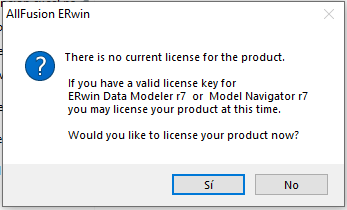 AllFusion ERwin
There is no current license for the product.
If you have a valid license key for
ERwin Data Modeler r7 or Model Navigator r7
you may license your product at this time.
Would you like to license your product now?
Sí
No